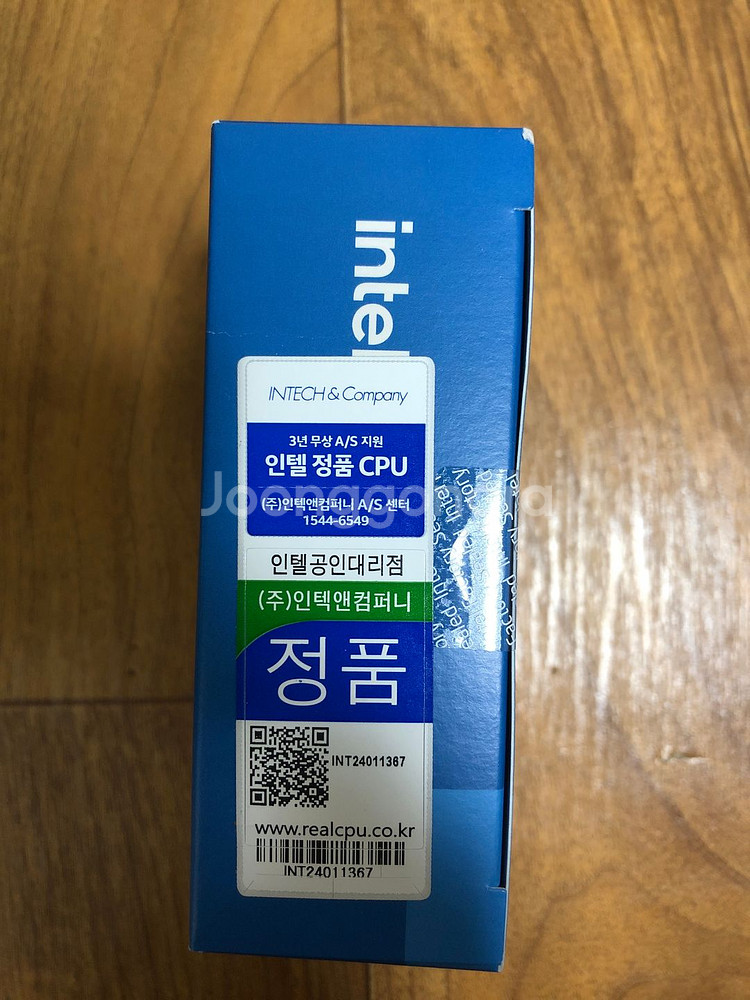 intel
INTECH & Company
3년 무상 A/S 지원
인텔 정품 CPU
(주)인텍앤컴퍼니 A/S 센터
1544-6549
인텔공인대리점
(주)인텍앤컴퍼니
정품
INT24011367
www.realcpu.co.kr
INT24011367
Joonggonara